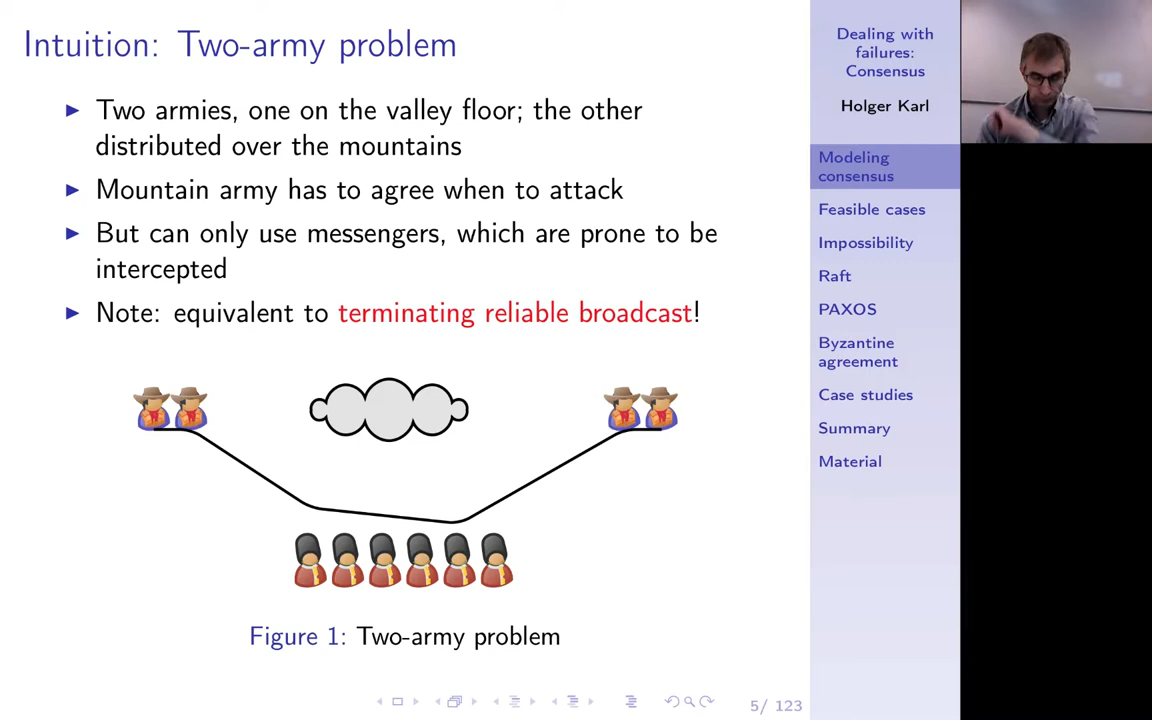 Intuition: Two-army problem
▶ Two armies, one on the valley floor; the other
distributed over the mountains
▶ Mountain army has to agree when to attack
▶ But can only use messengers, which are prone to be
intercepted
▶ Note: equivalent to terminating reliable broadcast!
Figure 1: Two-army problem
5/ 123
Dealing with
failures:
Consensus
Holger Karl
Modeling
consensus
Feasible cases
Impossibility
Raft
PAXOS
Byzantine
agreement
Case studies
Summary
Material